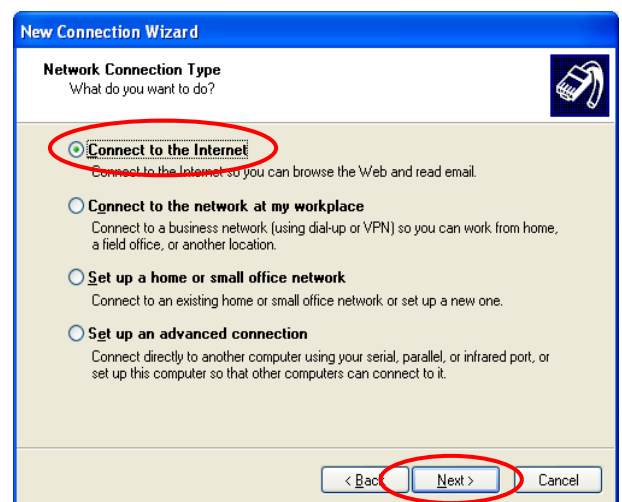 New Connection Wizard
Network Connection Type
What do you want to do?
Connect to the Internet
Connect to the Internet so you can browse the Web and read email.
Connect to the network at my workplace
Connect to a business network (using dial-up or VPN) so you can work from home,
a field office, or another location.
Set up a home or small office network
Connect to an existing home or small office network or set up a new one.
Set up an advanced connection
Connect directly to another computer using your serial, parallel, or infrared port, or
set up this computer so that other computers can connect to it.
< Back Next > Cancel